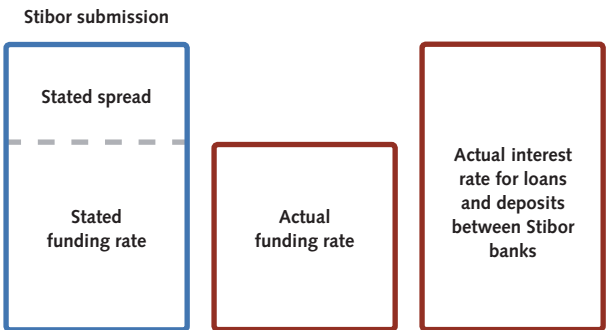 Stibor submission
Stated spread
Stated
funding rate
Actual
funding rate
Actual interest
rate for loans
and deposits
between Stibor
banks